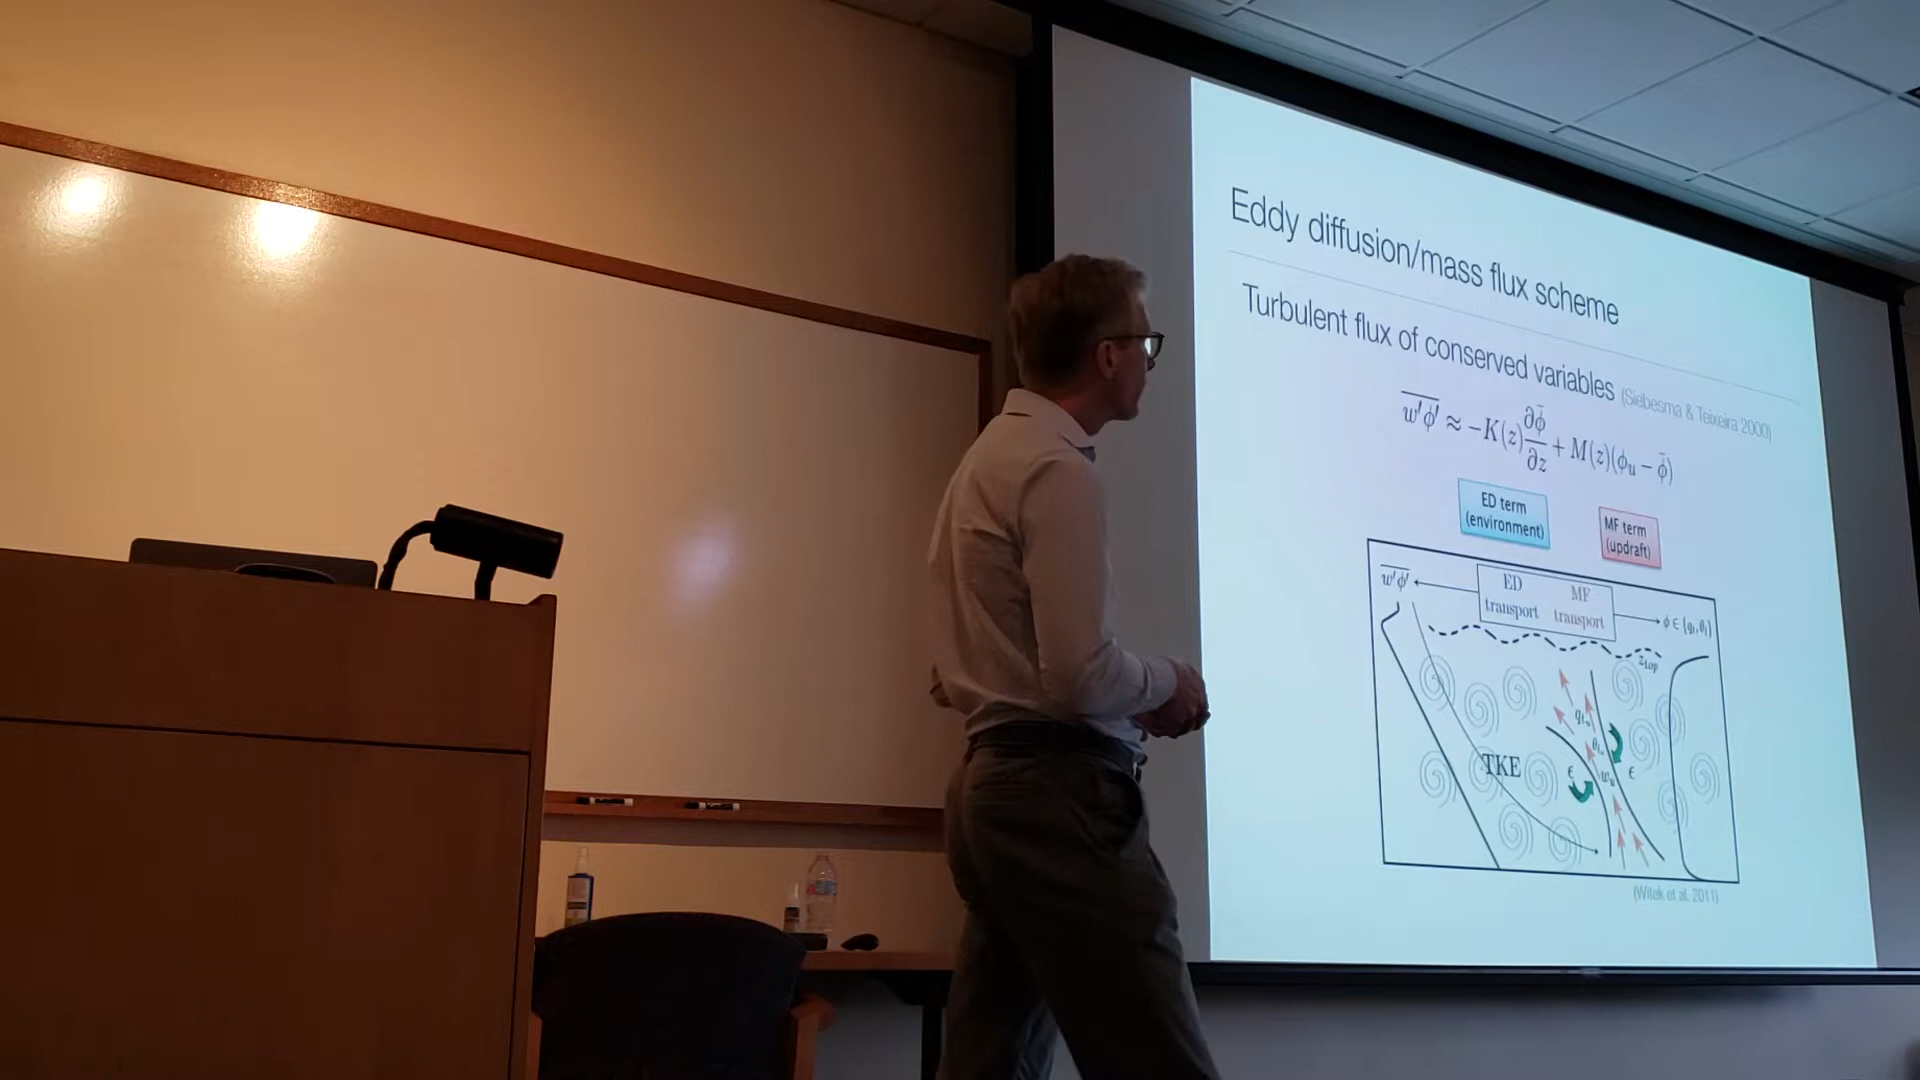 Eddy diffusion/mass flux scheme
Turbulent flux of conserved variables (Siebesma & Teixeira 2000)
$\overline{w'\phi'} \approx -K(z)\frac{\partial\bar{\phi}}{\partial z} + M(z)(\phi_u - \bar{\phi})$
ED term
(environment)
MF term
(updraft)
$\overline{w'\phi'}$
ED
transport
MF
transport
$\phi \in \{q_t, \theta_l\}$
$z_{top}$
$q_{t_u}$
$\theta_{l_u}$
TKE
ϵ
$w_u$
ϵ
(Witek et al. 2011)